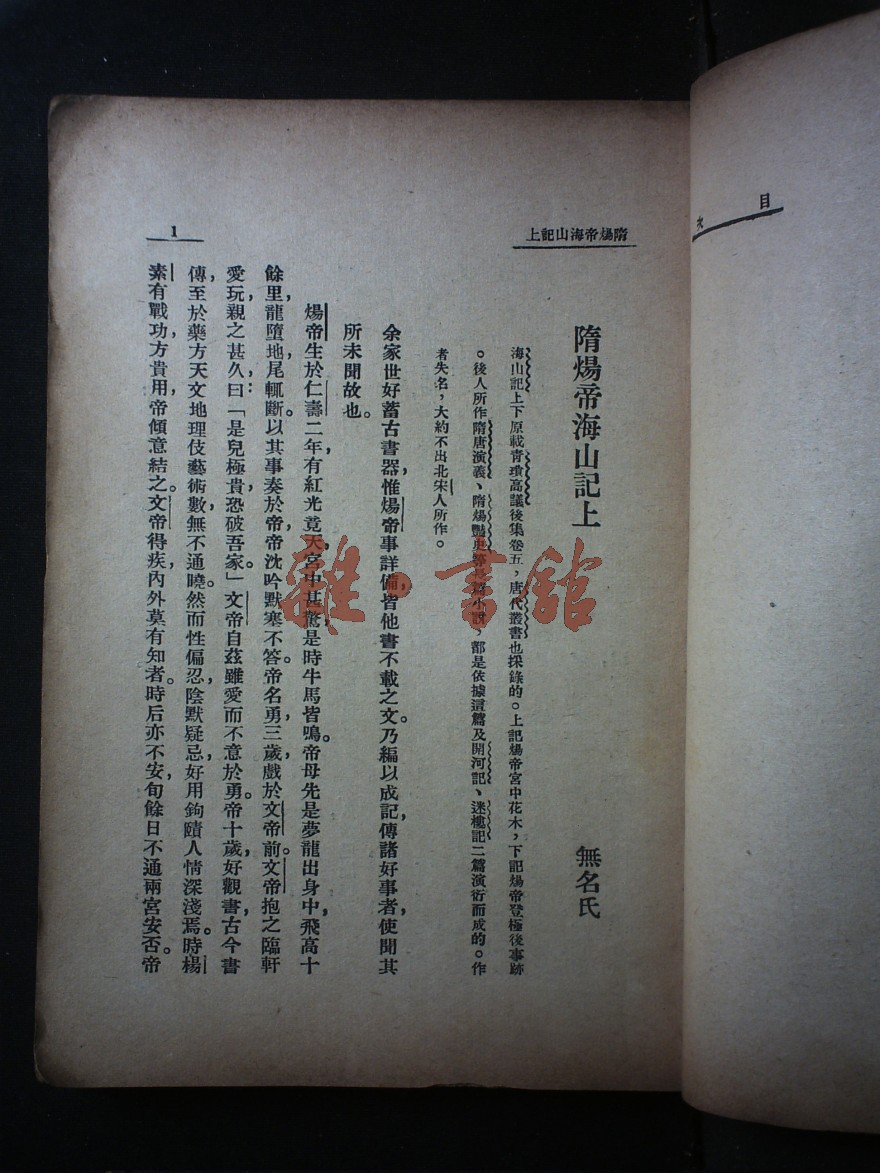 目次
隋煬帝海山記上
1
隋煬帝海山記上
無名氏
海山記上下原載青瑣高議後集卷五，唐代叢書也採錄的。上記煬帝宮中花木，下記煬帝登極後事跡
。後人所作隋唐演義、隋煬豔史等長篇小說，都是依據這篇及開河記、迷樓記二篇演衍而成的。作
者失名，大約不出北宋人所作。
余家世好蓄古書器，惟煬帝事詳備，皆他書不載之文。乃編以成記，傳諸好事者，使聞其
所未聞故也。
煬帝生於仁壽二年，有紅光竟天，宮中甚驚，是時牛馬皆鳴。帝母先是夢龍出身中，飛高十
餘里，龍墮地，尾輒斷。以其事奏於帝，帝沈吟默塞不答。帝名勇，三歲，戲於文帝前。文帝抱之臨軒
愛玩，親之甚久，曰：「是兒極貴，恐破吾家。」文帝自茲雖愛而不意於勇。帝十歲，好觀書，古今書
傳，至於藥方天文地理伎藝術數，無不通曉。然而性偏忍，陰默疑忌，好用鉤賾人情深淺焉。時楊
素有戰功，方貴用，帝傾意結之。文帝得疾，內外莫有知者。時后亦不安，旬餘日不通兩宮安否。帝
雜·書館